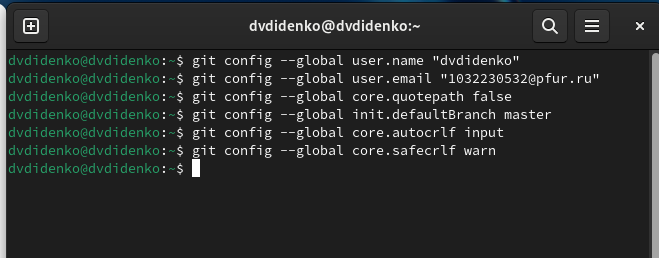 dvdidenko@dvdidenko:~
dvdidenko@dvdidenko:~$ git config --global user.name "dvdidenko"
dvdidenko@dvdidenko:~$ git config --global user.email "1032230532@pfur.ru"
dvdidenko@dvdidenko:~$ git config --global core.quotepath false
dvdidenko@dvdidenko:~$ git config --global init.defaultBranch master
dvdidenko@dvdidenko:~$ git config --global core.autocrlf input
dvdidenko@dvdidenko:~$ git config --global core.safecrlf warn
dvdidenko@dvdidenko:~$